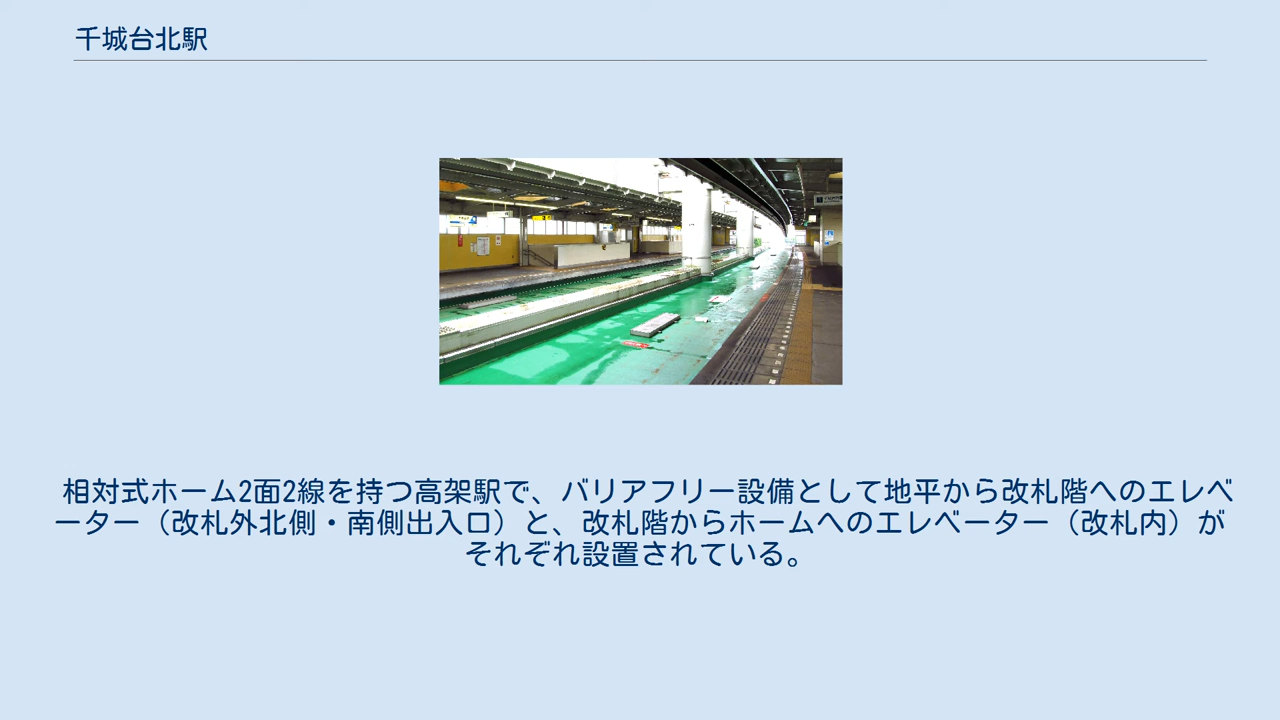 千城台北駅
相対式ホーム2面2線を持つ高架駅で、バリアフリー設備として地平から改札階へのエレベ
ーター（改札外北側・南側出入口）と、改札階からホームへのエレベーター（改札内）が
それぞれ設置されている。